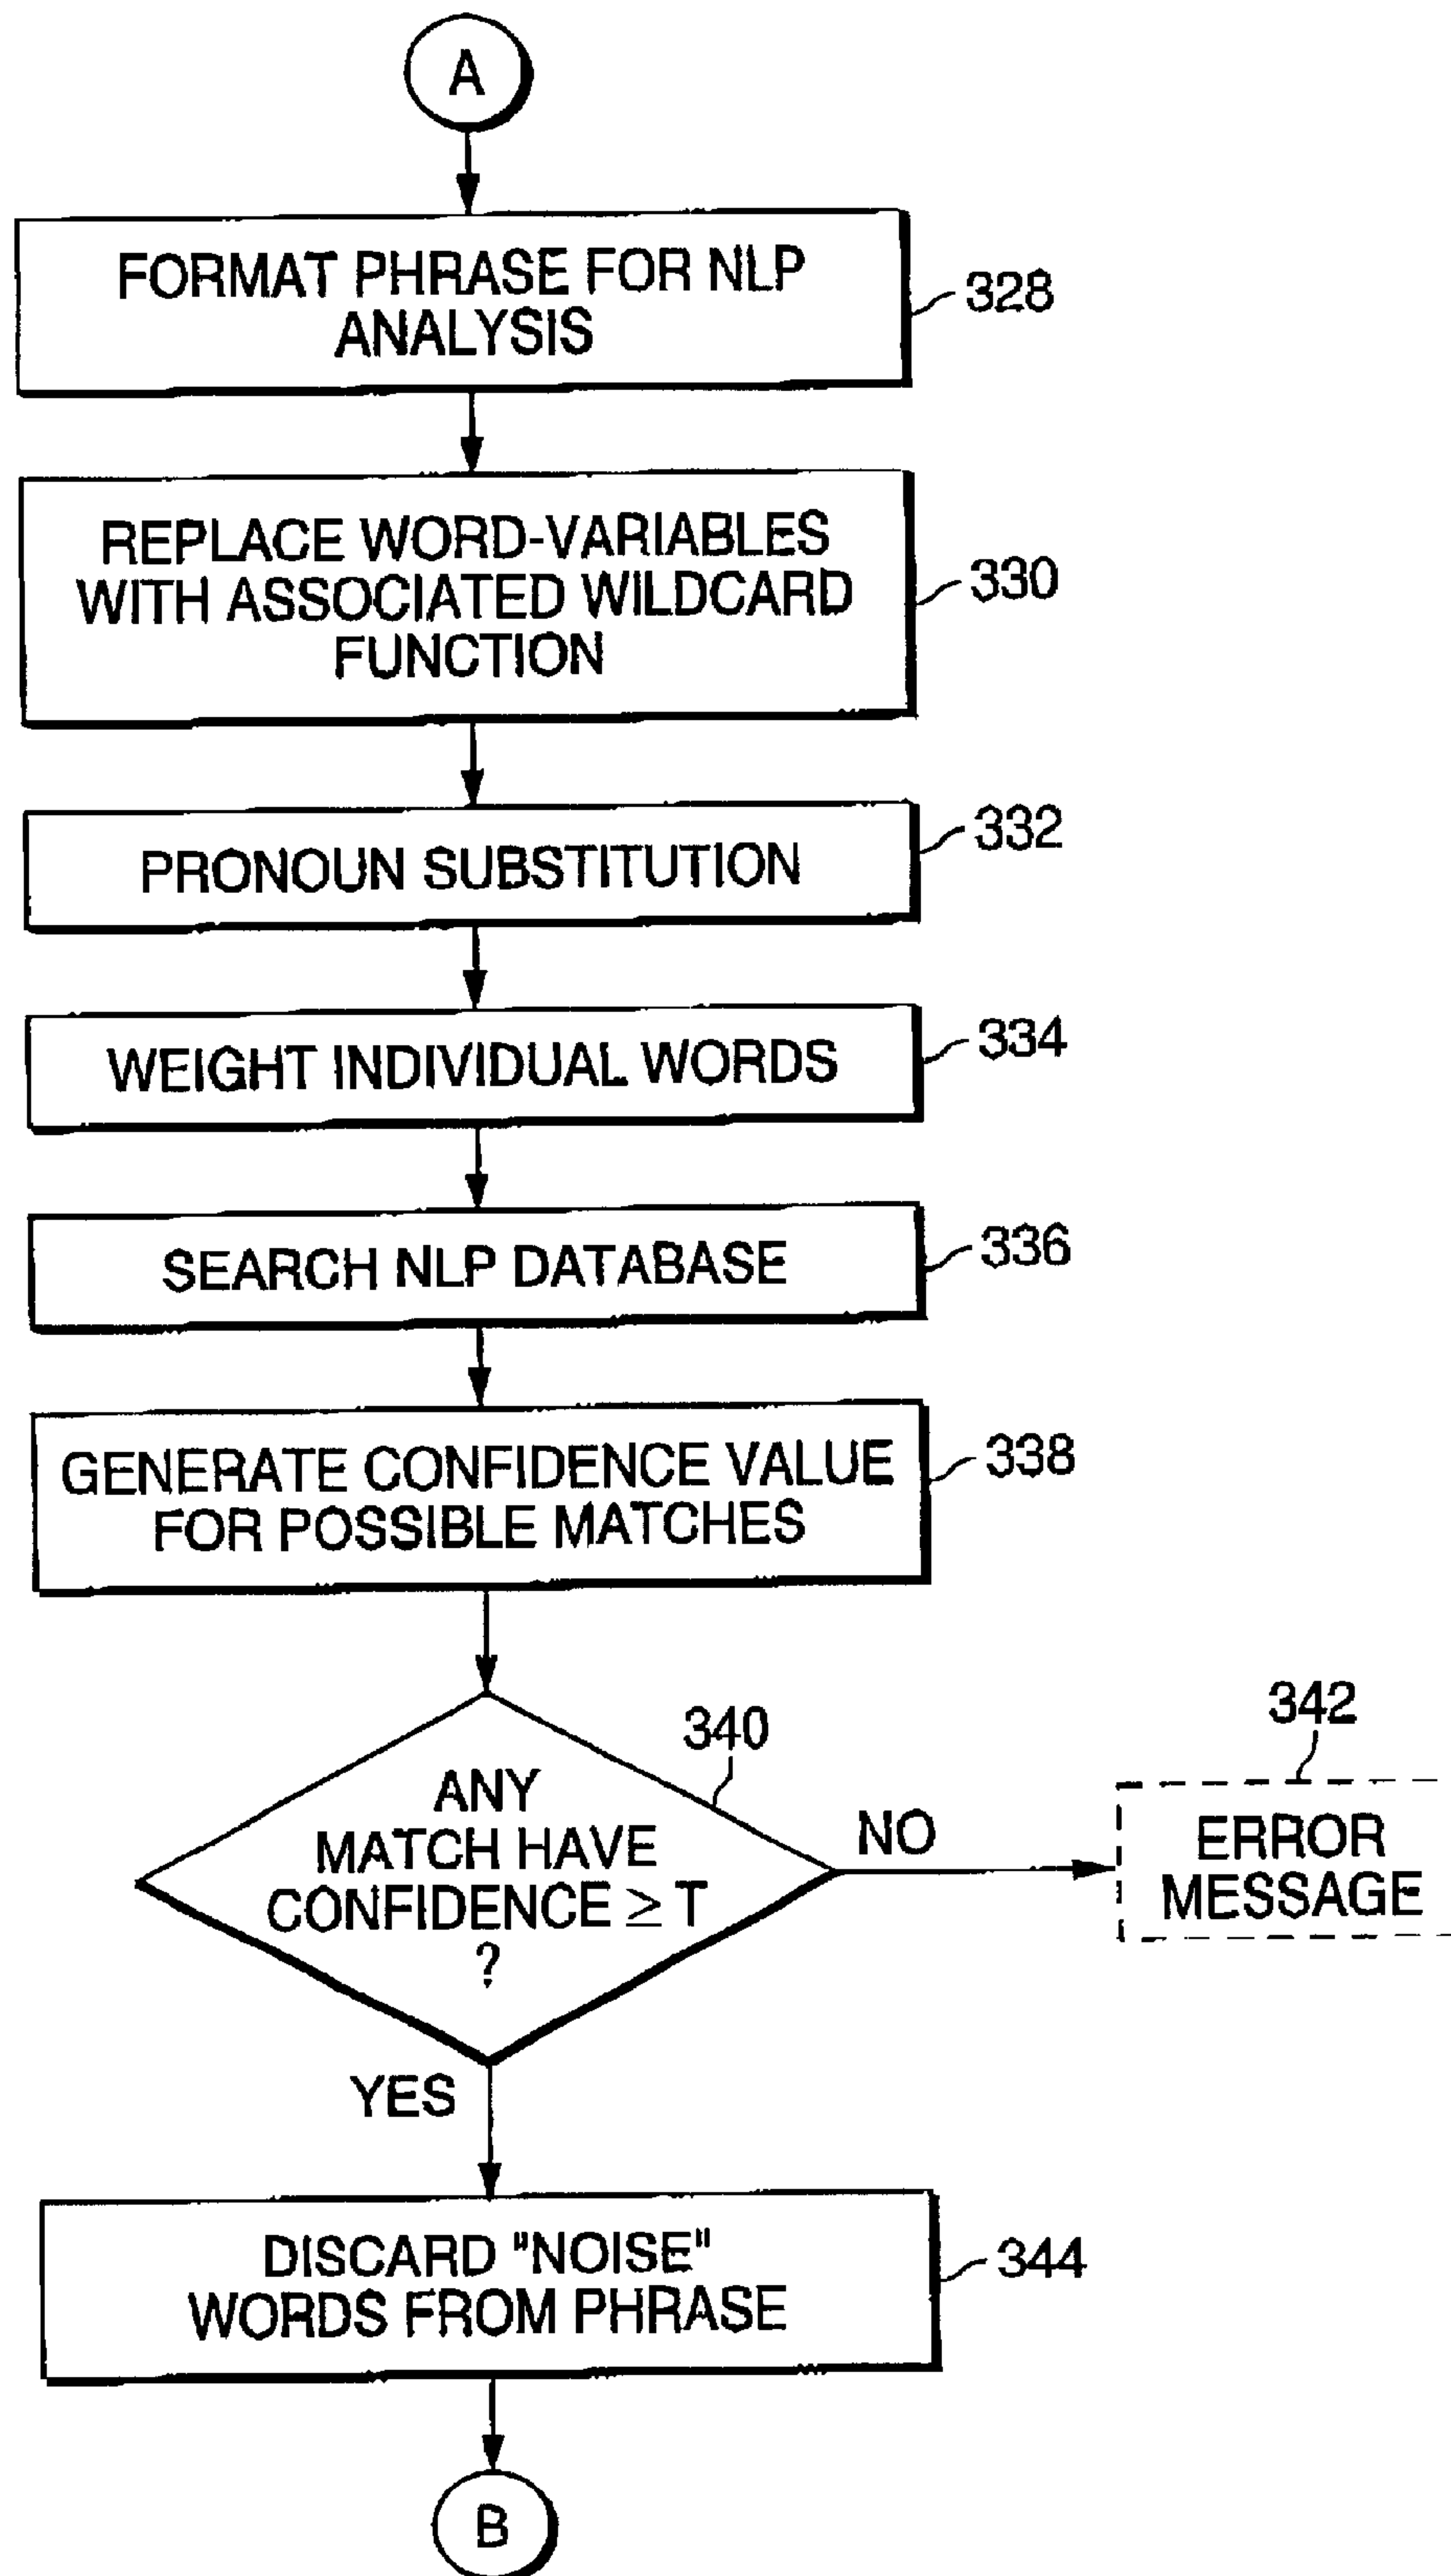 A
FORMAT PHRASE FOR NLP
ANALYSIS
328
REPLACE WORD-VARIABLES
WITH ASSOCIATED WILDCARD
FUNCTION
330
PRONOUN SUBSTITUTION
332
WEIGHT INDIVIDUAL WORDS
334
SEARCH NLP DATABASE
336
GENERATE CONFIDENCE VALUE
FOR POSSIBLE MATCHES
338
340
ANY
MATCH HAVE
CONFIDENCE ≥ T
?
NO
342
ERROR
MESSAGE
YES
DISCARD "NOISE"
WORDS FROM PHRASE
344
B